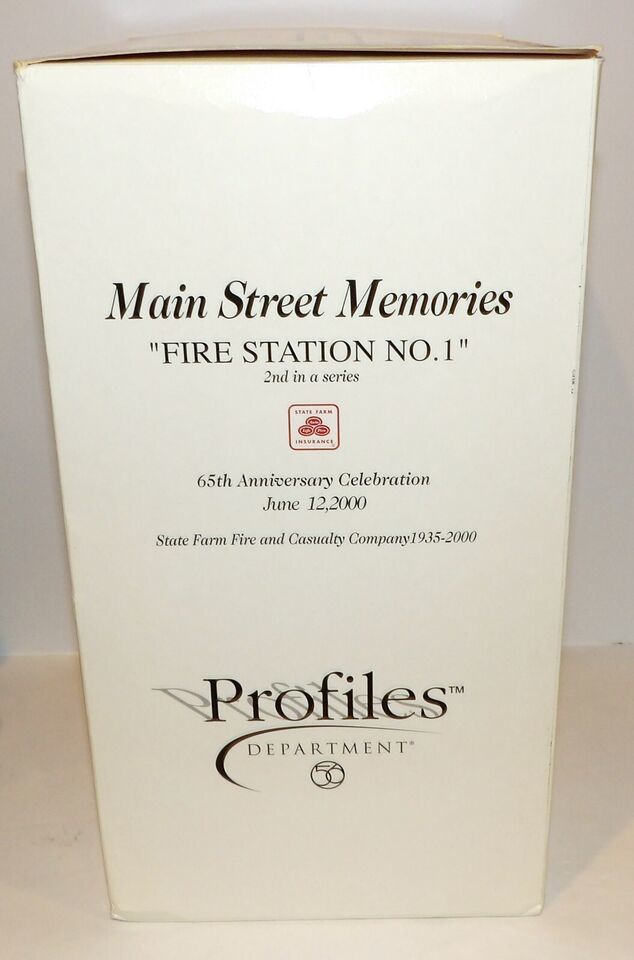 Main Street Memories
"FIRE STATION NO.1"
2nd in a series
STATE FARM
INSURANCE
65th Anniversary Celebration
June 12,2000
State Farm Fire and Casualty Company1935-2000
Profiles™
DEPARTMENT®
56